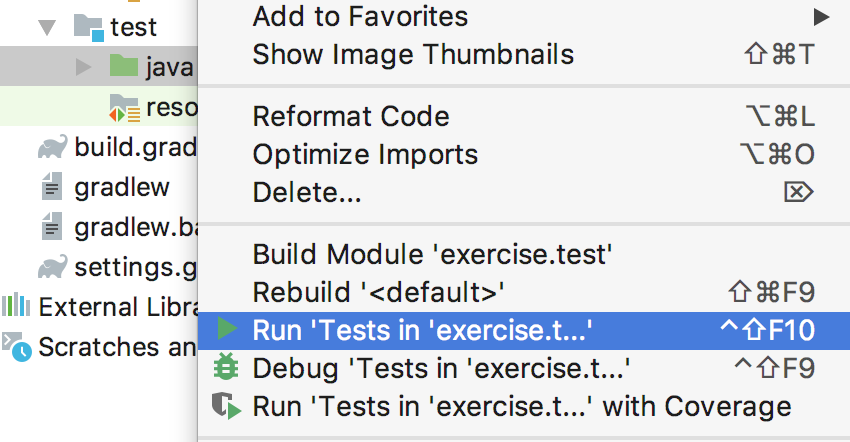 test
java
reso
build.grad
gradlew
gradlew.ba
settings.g
External Libra
Scratches an
Add to Favorites
Show Image Thumbnails ⇧⌘T
Reformat Code ⌥⌘L
Optimize Imports ⌥⌘O
Delete... ⌦
Build Module 'exercise.test'
Rebuild '<default>' ⇧⌘F9
Run 'Tests in 'exercise.t...' ^⇧F10
Debug 'Tests in 'exercise.t...' ^⇧F9
Run 'Tests in 'exercise.t...' with Coverage